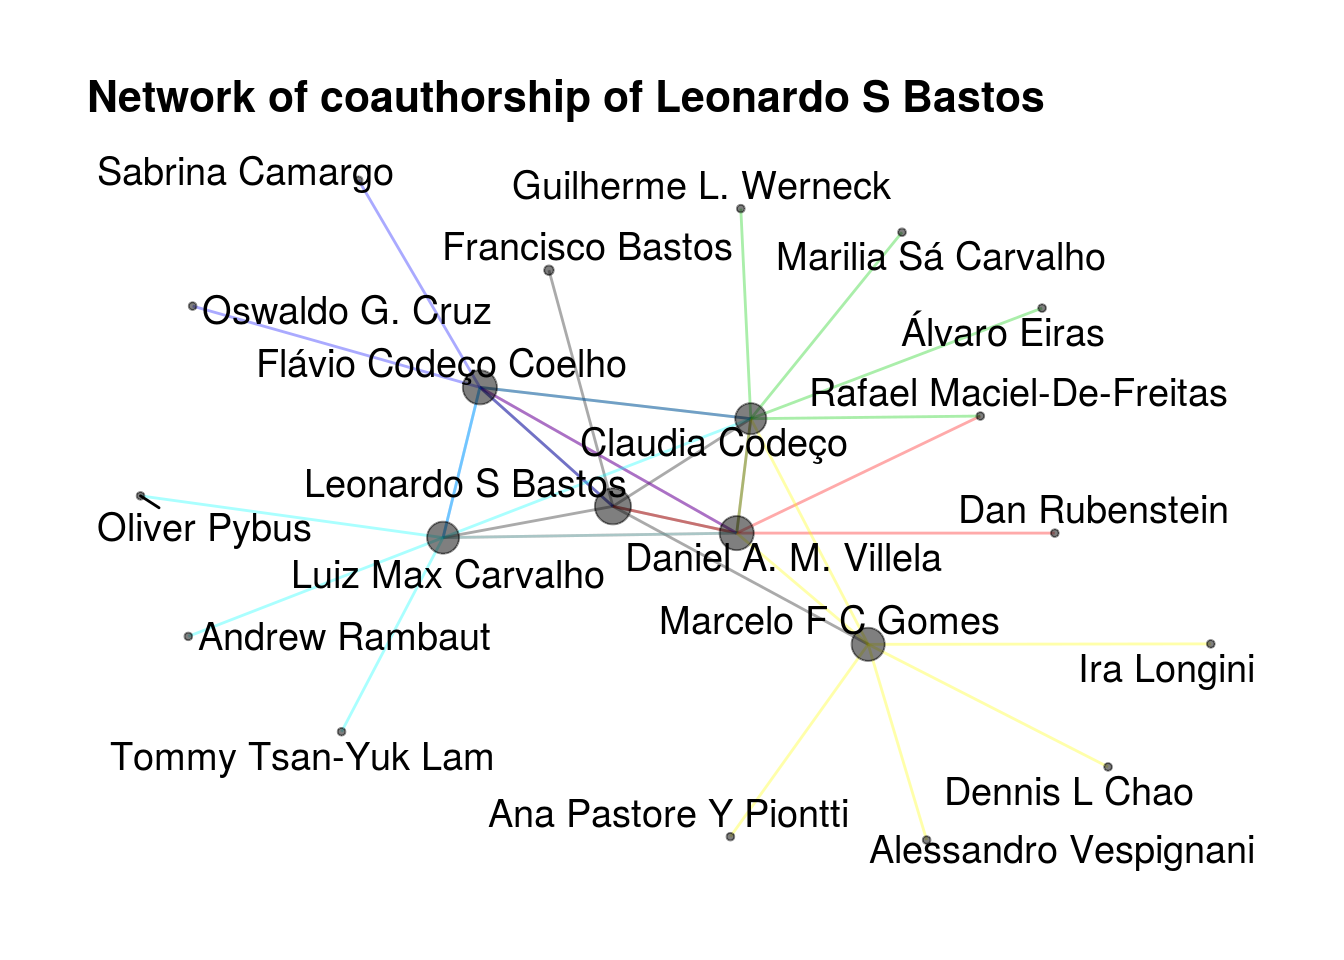 Network of coauthorship of Leonardo S Bastos
Sabrina Camargo
Guilherme L. Werneck
Francisco Bastos
Marilia Sá Carvalho
Oswaldo G. Cruz
Álvaro Eiras
Flávio Codeço Coelho
Rafael Maciel-De-Freitas
Claudia Codeço
Leonardo S Bastos
Dan Rubenstein
Oliver Pybus
Daniel A. M. Villela
Luiz Max Carvalho
Marcelo F C Gomes
Andrew Rambaut
Ira Longini
Tommy Tsan-Yuk Lam
Dennis L Chao
Ana Pastore Y Piontti
Alessandro Vespignani